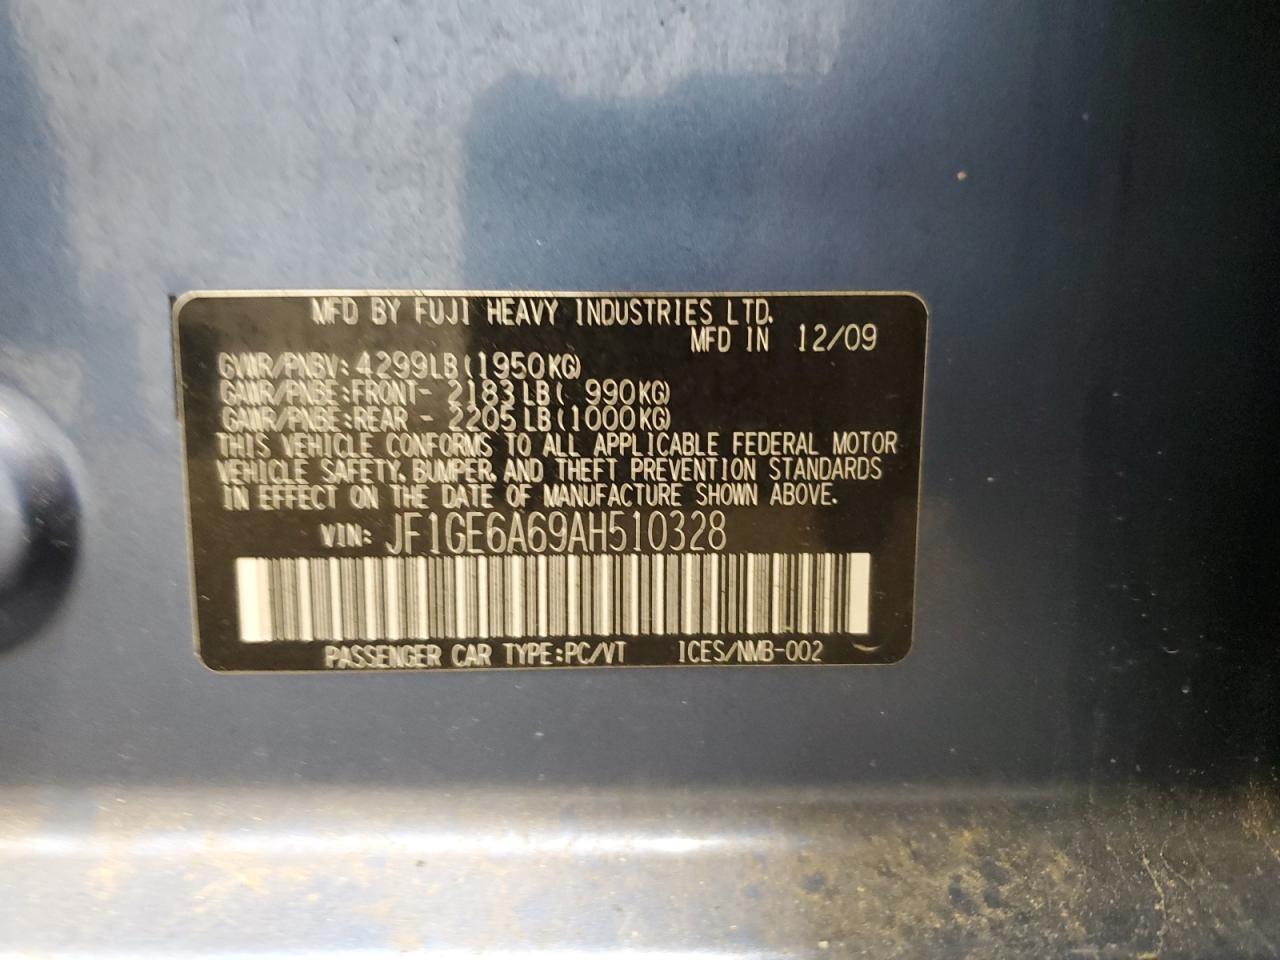 MFD BY FUJI HEAVY INDUSTRIES LTD.
MFD IN 12/09
GVWR/PNBV:4299LB(1950KG)
GAWR/PNBE:FRONT- 2183LB( 990KG)
GAWR/PNBE:REAR - 2205LB(1000KG)
THIS VEHICLE CONFORMS TO ALL APPLICABLE FEDERAL MOTOR
VEHICLE SAFETY, BUMPER, AND THEFT PREVENTION STANDARDS
IN EFFECT ON THE DATE OF MANUFACTURE SHOWN ABOVE.
VIN: JF1GE6A69AH510328
PASSENGER CAR TYPE:PC/VT ICES/NMB-002